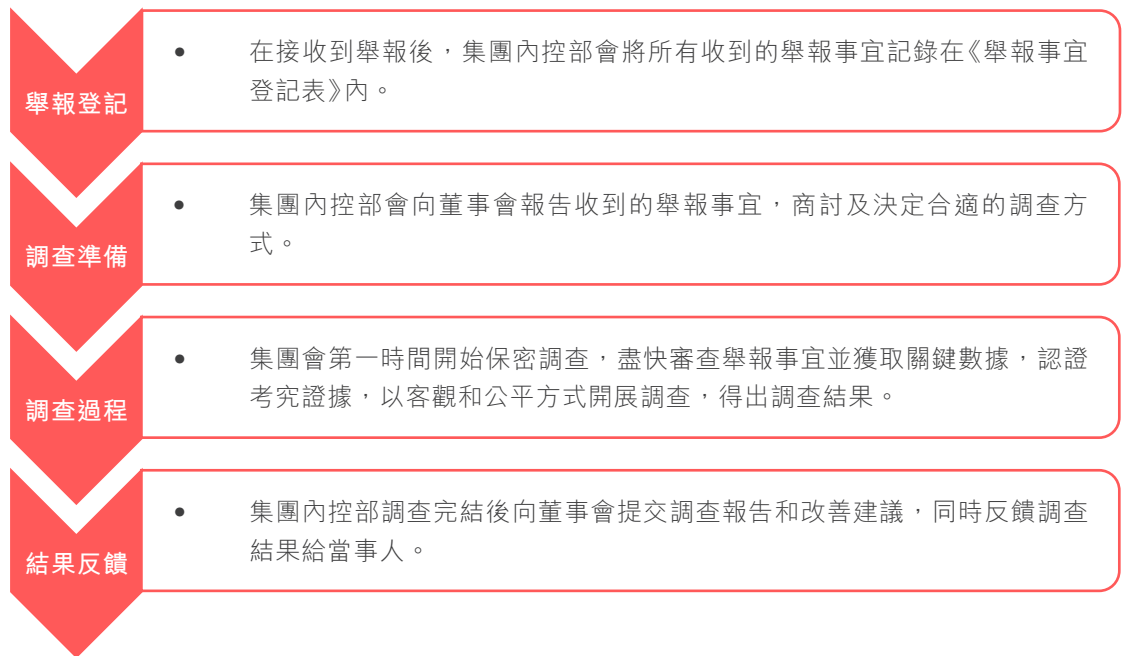 舉報登記
• 在接收到舉報後，集團內控部會將所有收到的舉報事宜記錄在《舉報事宜
登記表》內。
調查準備
• 集團內控部會向董事會報告收到的舉報事宜，商討及決定合適的調查方
式。
調查過程
• 集團會第一時間開始保密調查，盡快審查舉報事宜並獲取關鍵數據，認證
考究證據，以客觀和公平方式開展調查，得出調查結果。
結果反饋
• 集團內控部調查完結後向董事會提交調查報告和改善建議，同時反饋調查
結果給當事人。